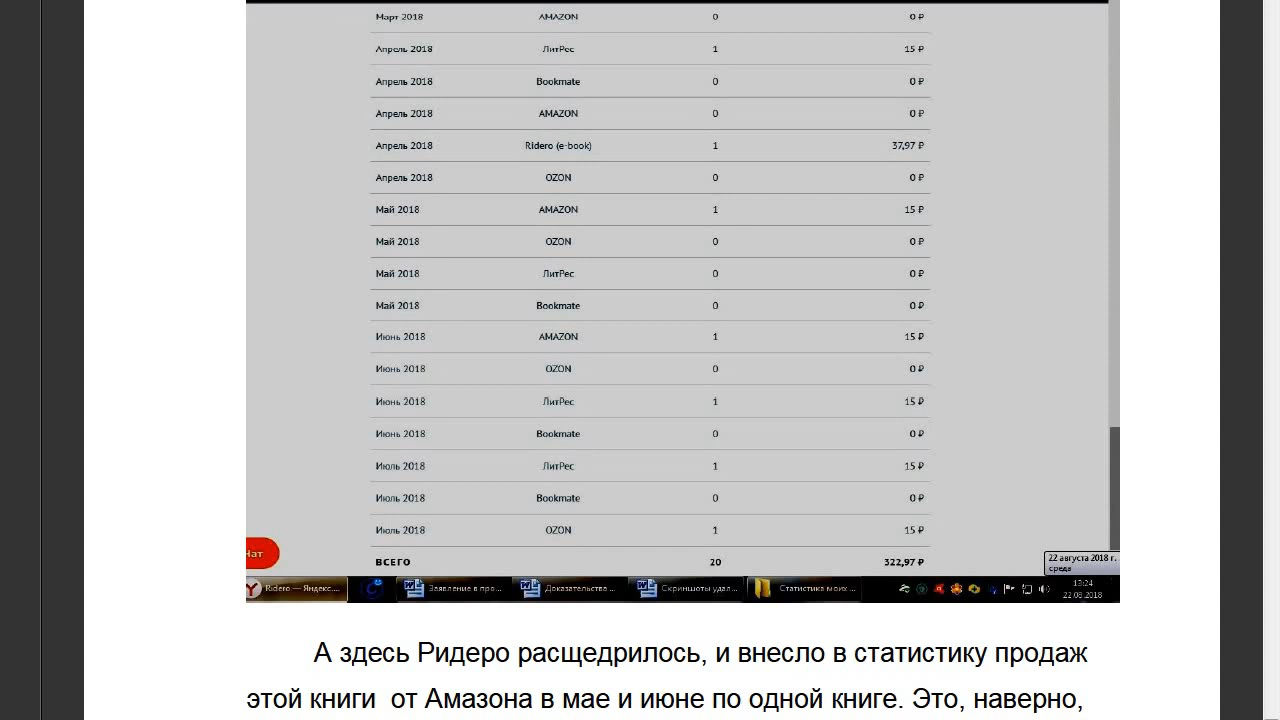 Март 2018 AMAZON 0 0 ₽
Апрель 2018 ЛитРес 1 15 ₽
Апрель 2018 Bookmate 0 0 ₽
Апрель 2018 AMAZON 0 0 ₽
Апрель 2018 Ridero (e-book) 1 37,97 ₽
Апрель 2018 OZON 0 0 ₽
Май 2018 AMAZON 1 15 ₽
Май 2018 OZON 0 0 ₽
Май 2018 ЛитРес 0 0 ₽
Май 2018 Bookmate 0 0 ₽
Июнь 2018 AMAZON 1 15 ₽
Июнь 2018 OZON 0 0 ₽
Июнь 2018 ЛитРес 1 15 ₽
Июнь 2018 Bookmate 0 0 ₽
Июль 2018 ЛитРес 1 15 ₽
Июль 2018 Bookmate 0 0 ₽
Июль 2018 OZON 1 15 ₽
Чат
ВСЕГО 20 322,97 ₽
22 августа 2018 г.
среда
Ridero — Яндекс.... Заявление в про... Доказательства ... Скриншоты удал... Статистика моих ... 13:24
22.08.2018
А здесь Ридеро расщедрилось, и внесло в статистику продаж
этой книги от Амазона в мае и июне по одной книге. Это, наверно,